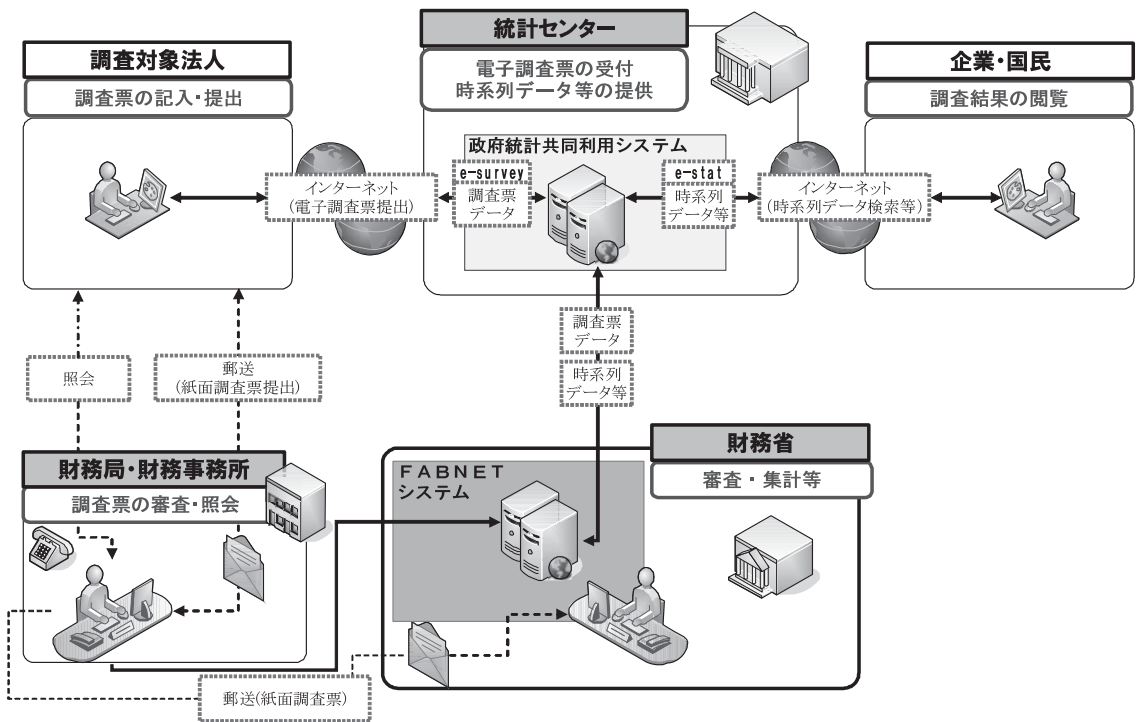 調査対象法人
調査票の記入・提出
統計センター
電子調査票の受付
時系列データ等の提供
企業・国民
調査結果の閲覧
政府統計共同利用システム
e-survey
調査票
データ
e-stat
時系列
データ等
インターネット
(電子調査票提出)
インターネット
(時系列データ検索等)
調査票
データ
時系列
データ等
照会
郵送
(紙面調査票提出)
財務局・財務事務所
調査票の審査・照会
FABNET
システム
財務省
審査・集計等
郵送(紙面調査票)